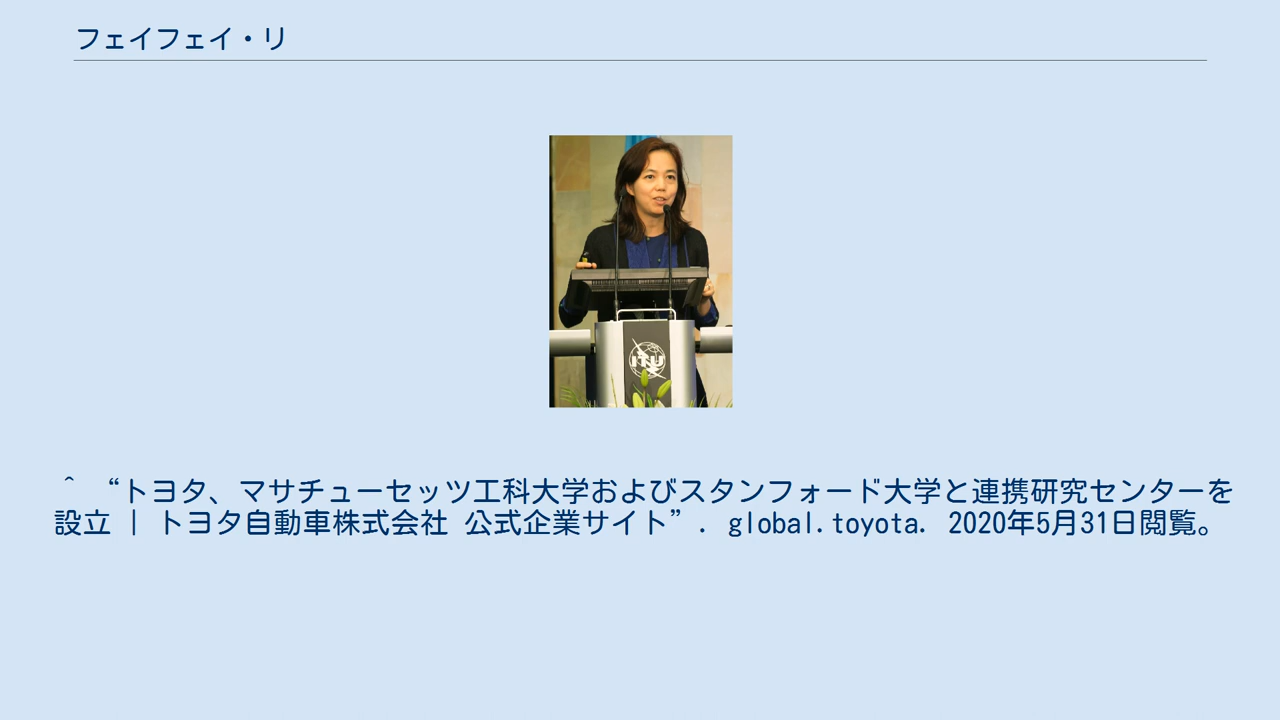 フェイフェイ・リ
ITU
^ “トヨタ、マサチューセッツ工科大学およびスタンフォード大学と連携研究センターを
設立 | トヨタ自動車株式会社 公式企業サイト”. global.toyota. 2020年5月31日閲覧。